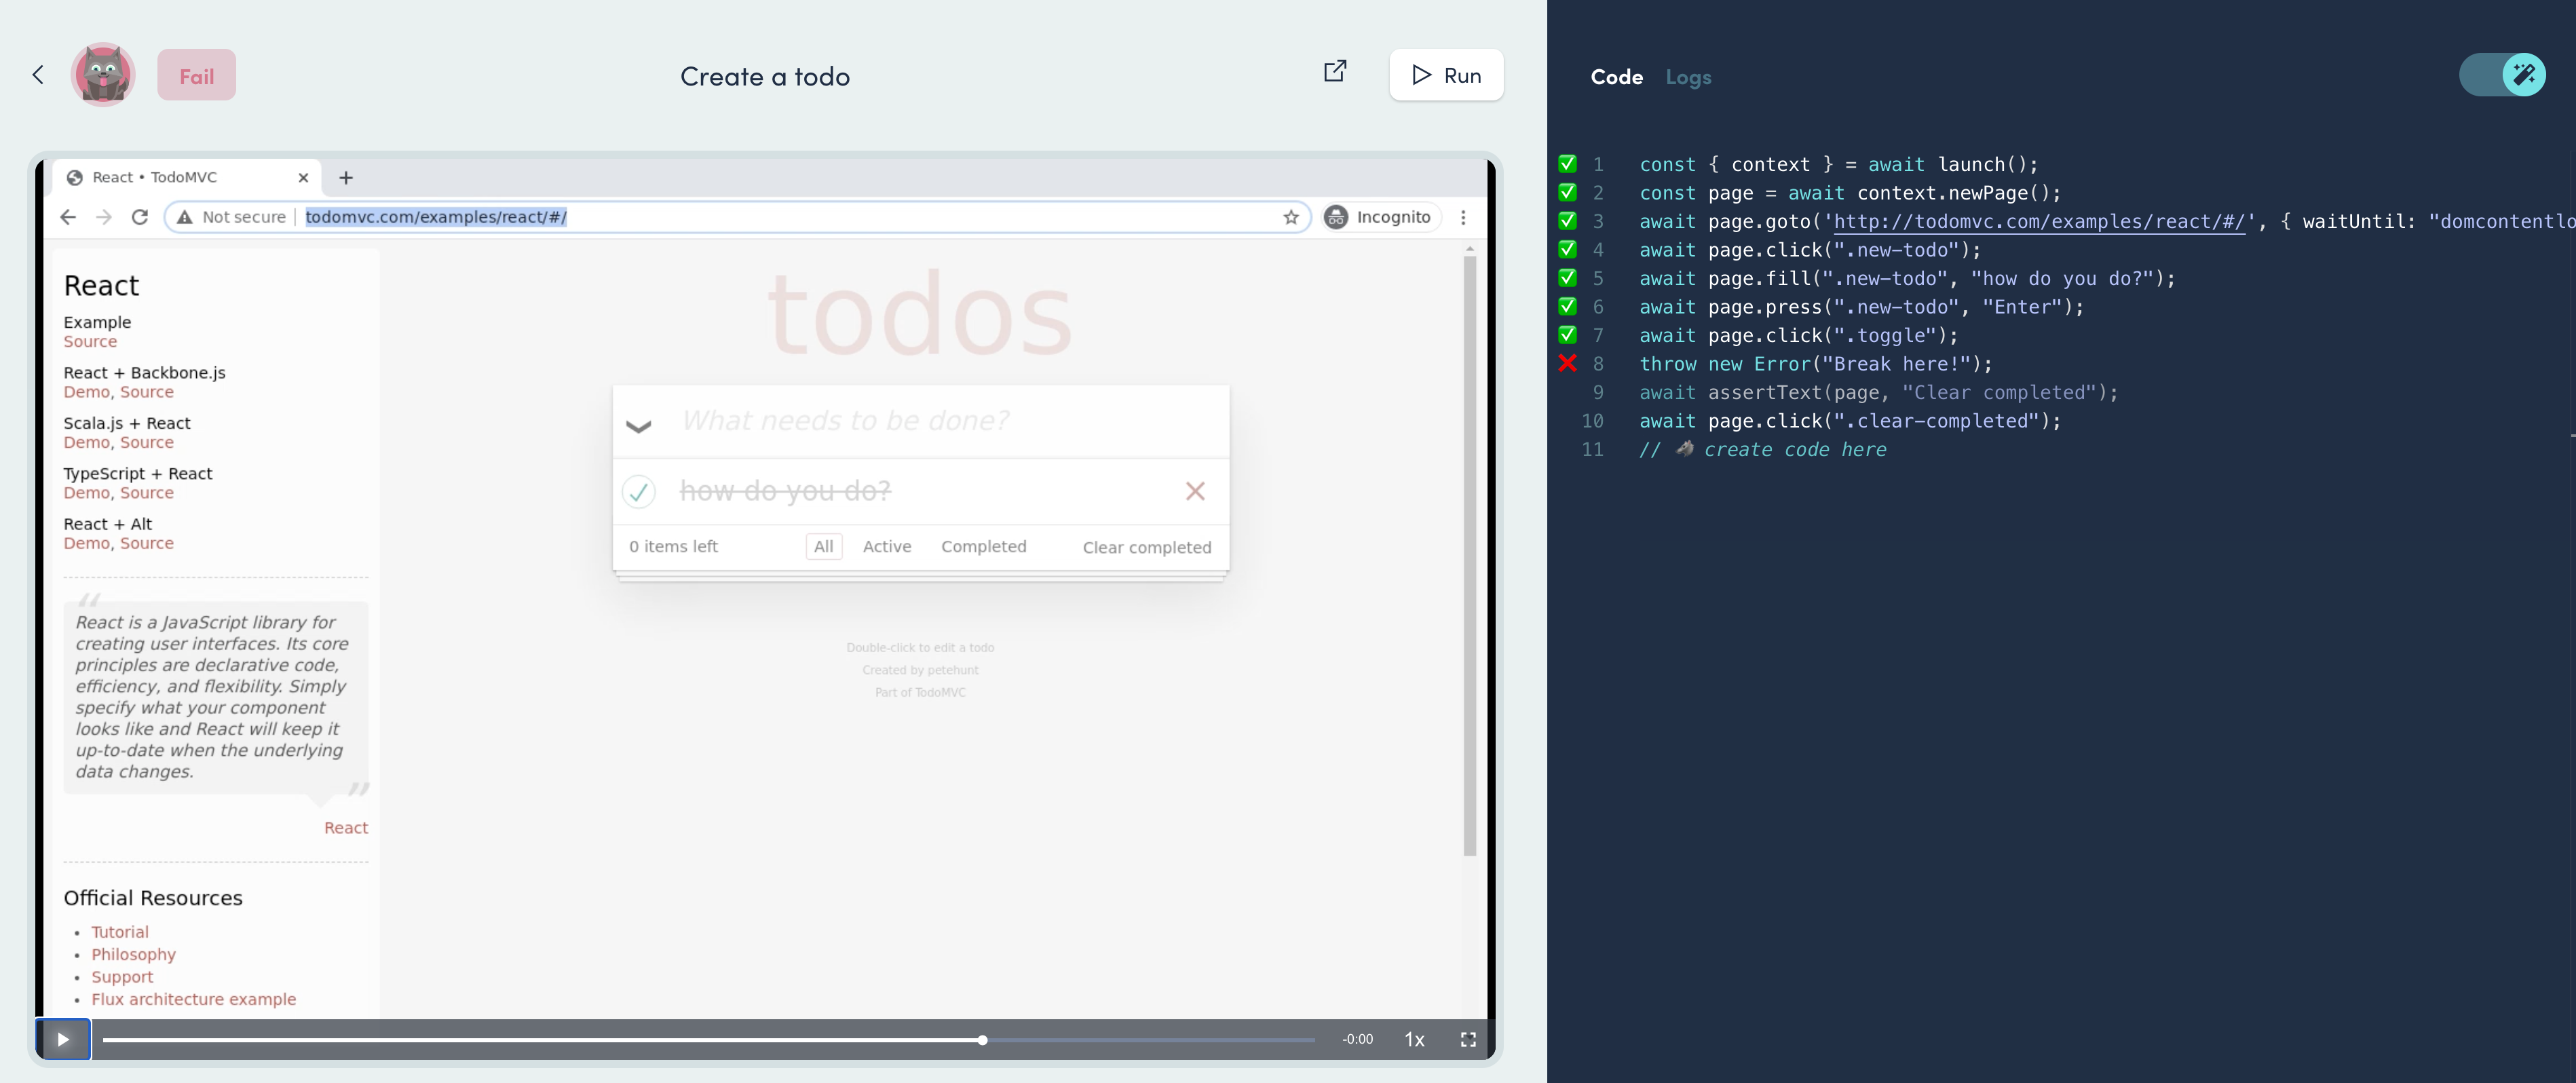 Fail
Create a todo
Run
React • TodoMVC
Not secure
todomvc.com/examples/react/#/
Incognito
React
Example
Source
React + Backbone.js
Demo, Source
Scala.js + React
Demo, Source
TypeScript + React
Demo, Source
React + Alt
Demo, Source
“
React is a JavaScript library for
creating user interfaces. Its core
principles are declarative code,
efficiency, and flexibility. Simply
specify what your component
looks like and React will keep it
up-to-date when the underlying
data changes.
”
React
Official Resources
• Tutorial
• Philosophy
• Support
• Flux architecture example
todos
What needs to be done?
how do you do?
0 items left
All
Active
Completed
Clear completed
Double-click to edit a todo
Created by petehunt
Part of TodoMVC
-0:00
1x
Code
Logs
1 const { context } = await launch();
2 const page = await context.newPage();
3 await page.goto('http://todomvc.com/examples/react/#/', { waitUntil: "domcontentlo
4 await page.click(".new-todo");
5 await page.fill(".new-todo", "how do you do?");
6 await page.press(".new-todo", "Enter");
7 await page.click(".toggle");
8 throw new Error("Break here!");
9 await assertText(page, "Clear completed");
10 await page.click(".clear-completed");
11 // 🐺 create code here